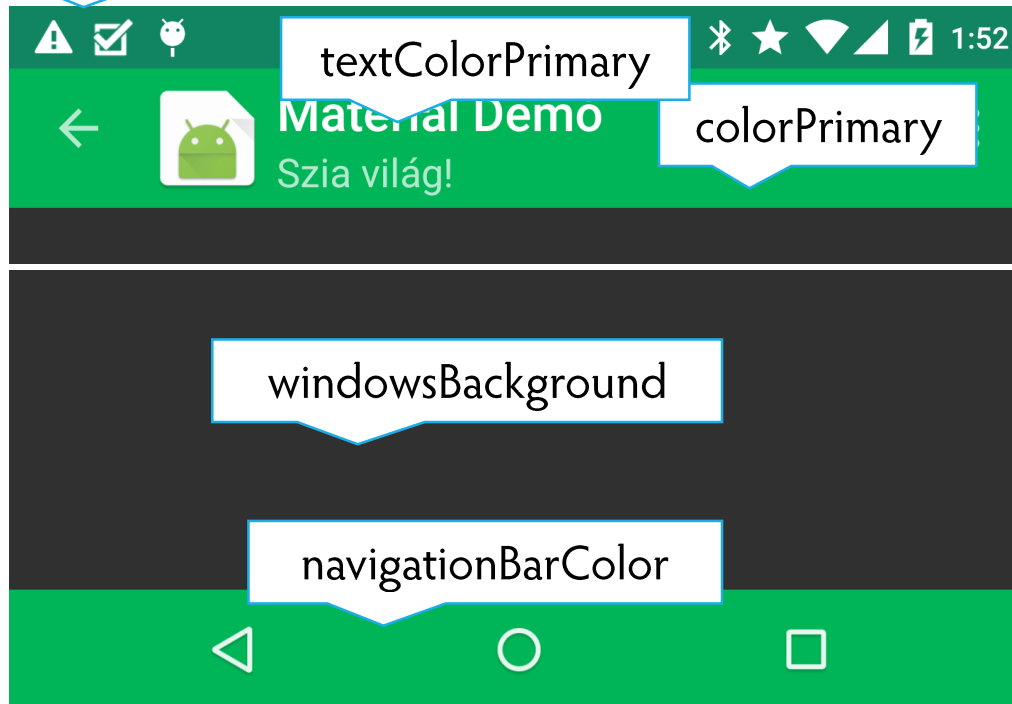 1:52
textColorPrimary
Material Demo
colorPrimary
Szia világ!
windowsBackground
navigationBarColor